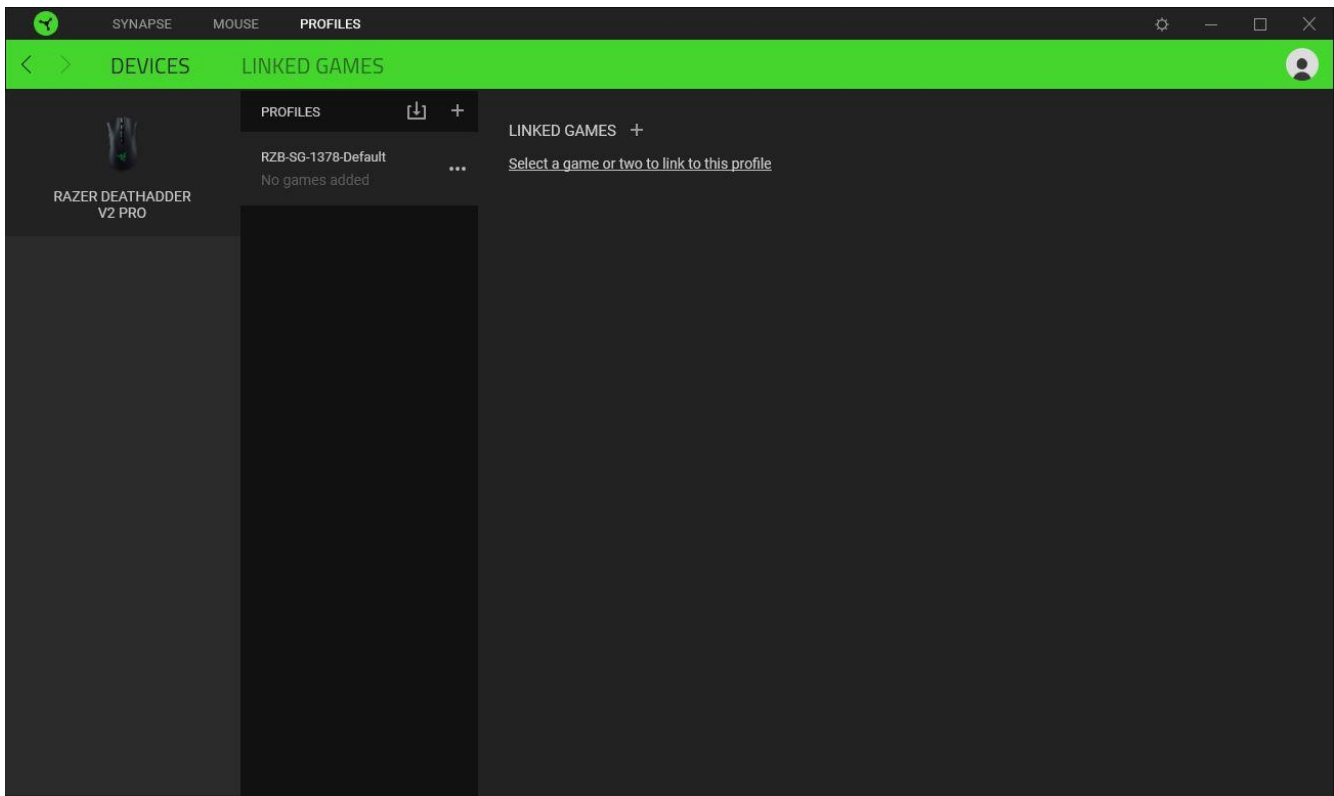 SYNAPSE MOUSE PROFILES
DEVICES LINKED GAMES
RAZER DEATHADDER
V2 PRO
PROFILES
RZB-SG-1378-Default
No games added
LINKED GAMES
Select a game or two to link to this profile